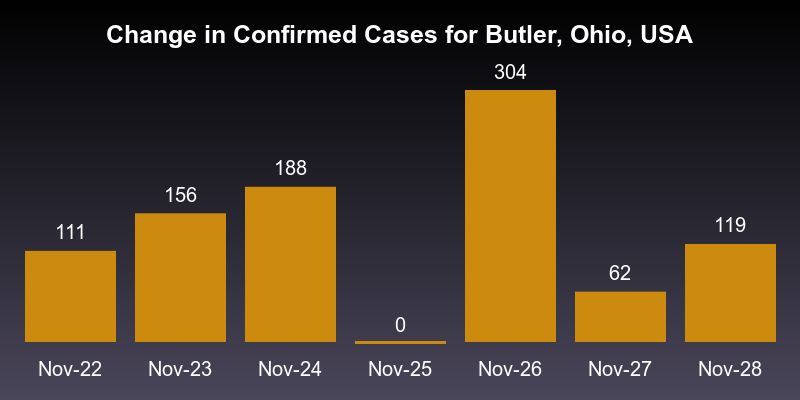 Change in Confirmed Cases for Butler, Ohio, USA
111 156 188 0 304 62 119
Nov-22 Nov-23 Nov-24 Nov-25 Nov-26 Nov-27 Nov-28